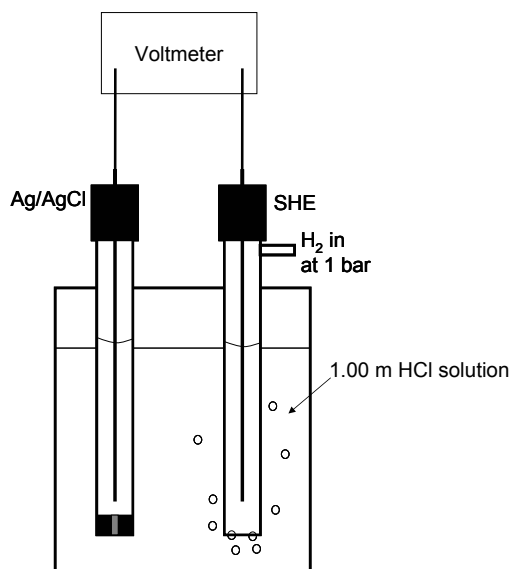 Voltmeter
Ag/AgCl
SHE
H₂ in
at 1 bar
1.00 m HCl solution